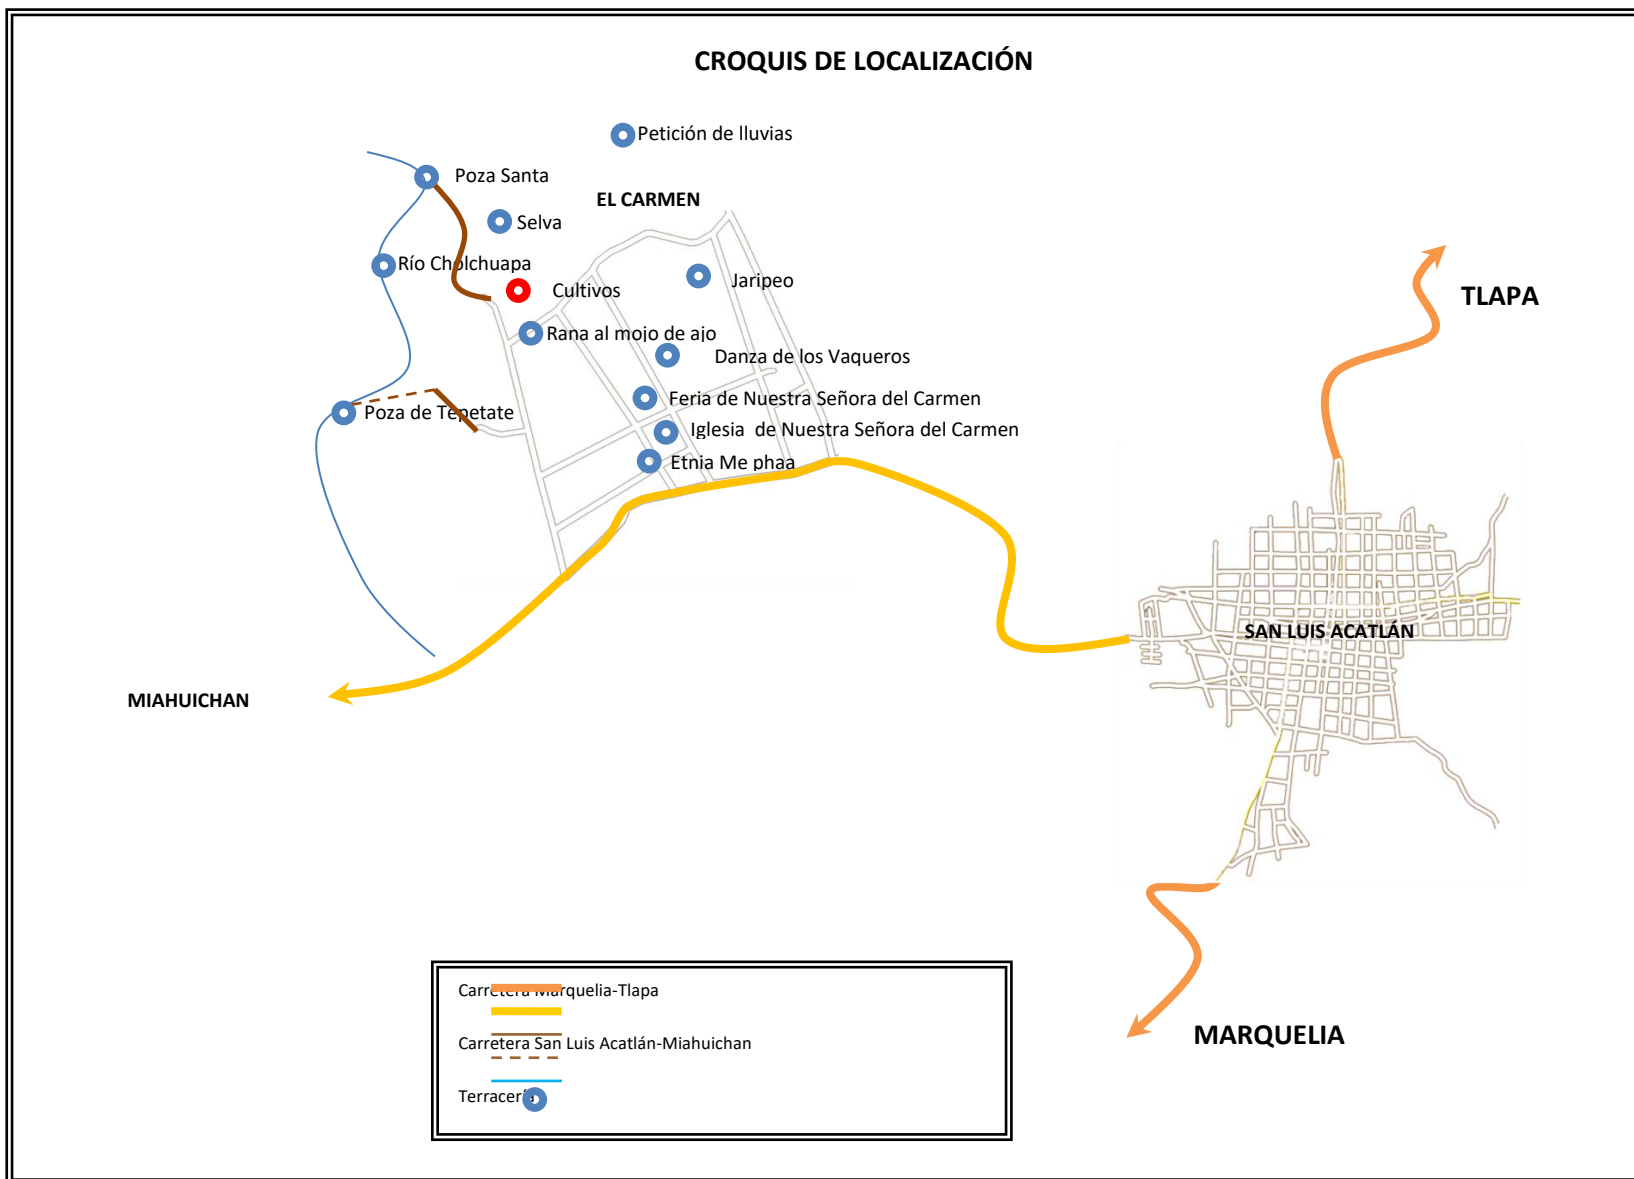 CROQUIS DE LOCALIZACIÓN
Petición de lluvias
Poza Santa
EL CARMEN
Selva
Río Cholchuapa
Jaripeo
Cultivos
TLAPA
Rana al mojo de ajo
Danza de los Vaqueros
Feria de Nuestra Señora del Carmen
Poza de Tepetate
Iglesia de Nuestra Señora del Carmen
Etnia Me phaa
SAN LUIS ACATLÁN
MIAHUICHAN
Carretera Marquelia-Tlapa
MARQUELIA
Carretera San Luis Acatlán-Miahuichan
Terracería